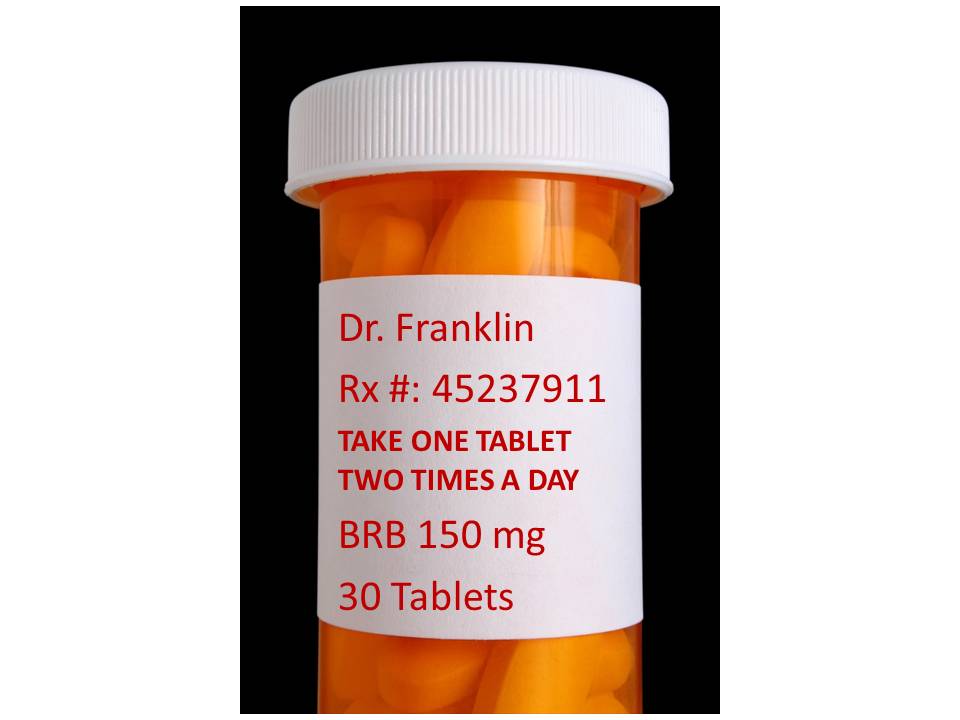 Dr. Franklin
Rx #: 45237911
TAKE ONE TABLET
TWO TIMES A DAY
BRB 150 mg
30 Tablets